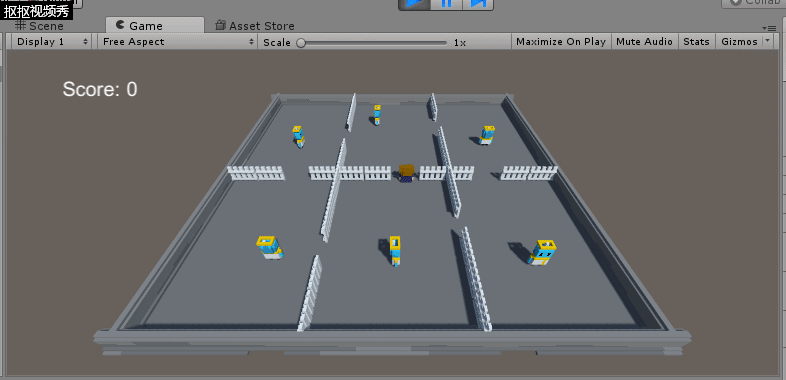 抠抠视频秀
Collab
Scene
Game
Asset Store
Display 1
Free Aspect
Scale
1x
Maximize On Play
Mute Audio
Stats
Gizmos
Score: 0